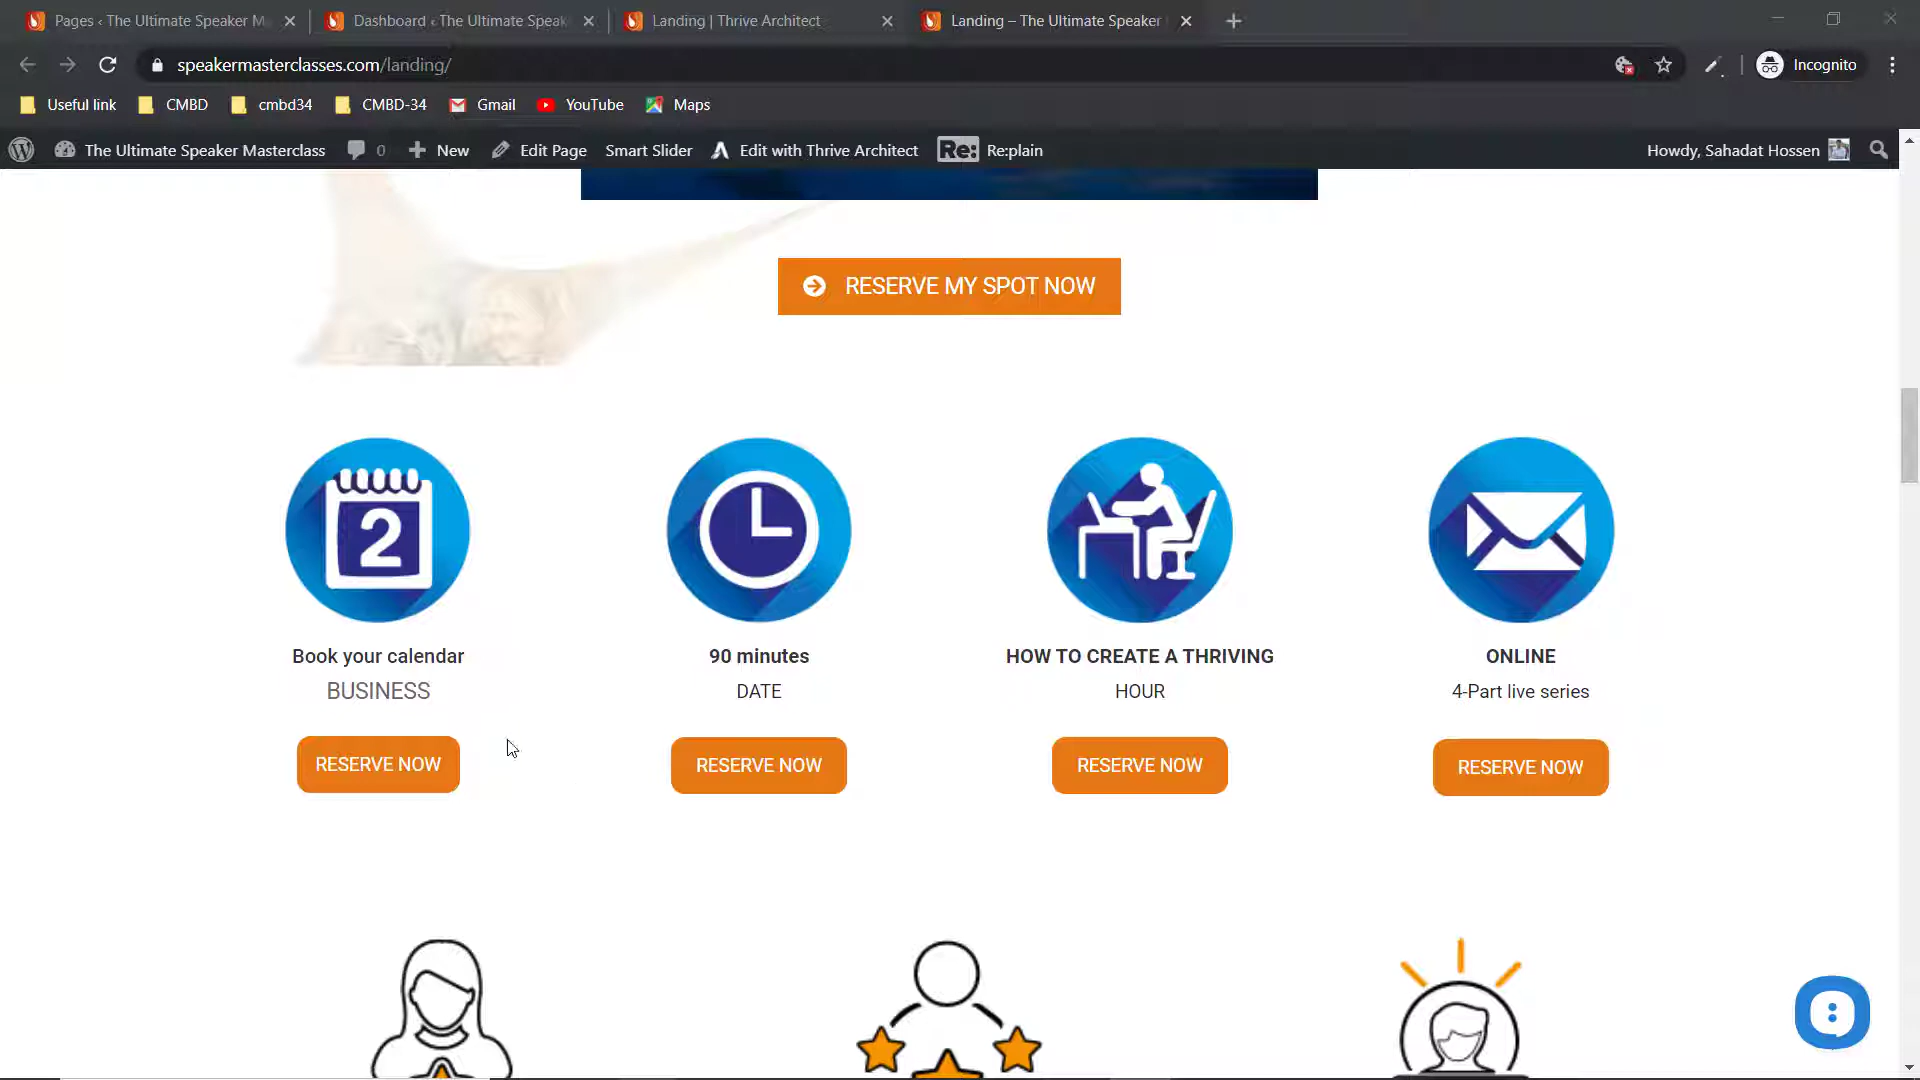 Pages ‹ The Ultimate Speaker M
Dashboard ‹ The Ultimate Speak
Landing | Thrive Architect
Landing – The Ultimate Speaker
speakermasterclasses.com/landing/
Incognito
Useful link
CMBD
cmbd34
CMBD-34
Gmail
YouTube
Maps
The Ultimate Speaker Masterclass
0
New
Edit Page
Smart Slider
Edit with Thrive Architect
Re:
Re:plain
Howdy, Sahadat Hossen
RESERVE MY SPOT NOW
2
Book your calendar
BUSINESS
RESERVE NOW
90 minutes
DATE
RESERVE NOW
HOW TO CREATE A THRIVING
HOUR
RESERVE NOW
ONLINE
4-Part live series
RESERVE NOW